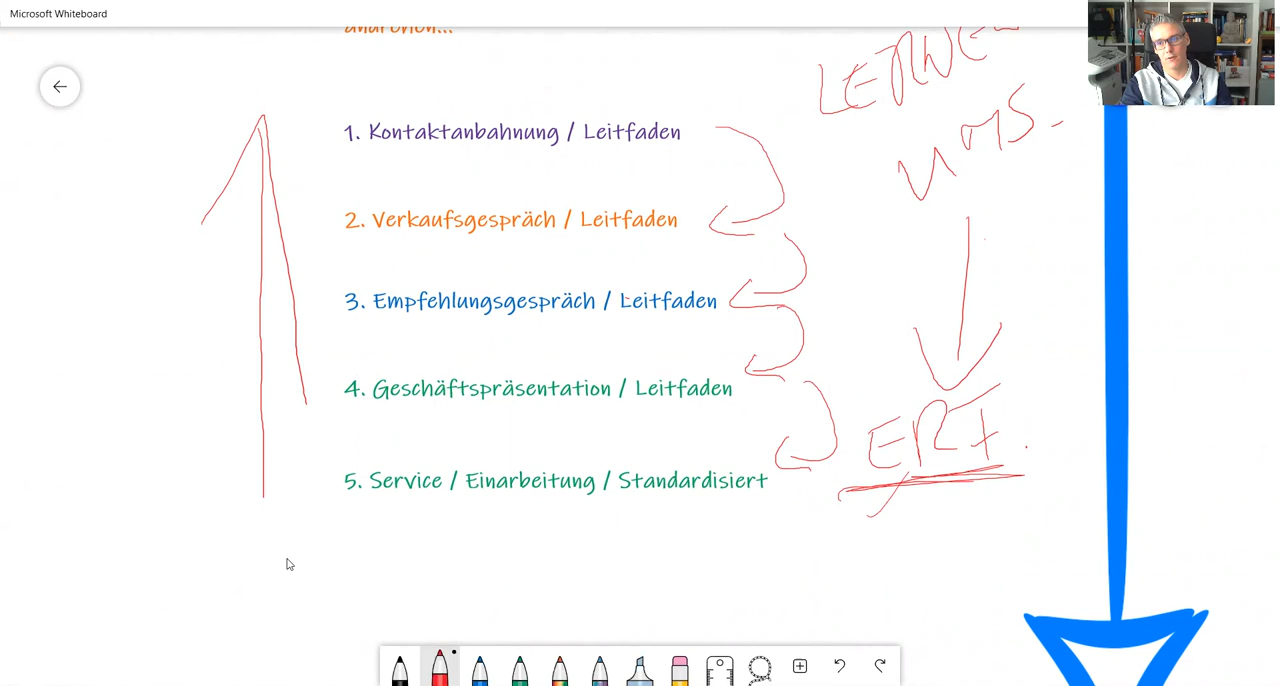 Microsoft Whiteboard
1. Kontaktanbahnung / Leitfaden
2. Verkaufsgespräch / Leitfaden
3. Empfehlungsgespräch / Leitfaden
4. Geschäftspräsentation / Leitfaden
5. Service / Einarbeitung / Standardisiert